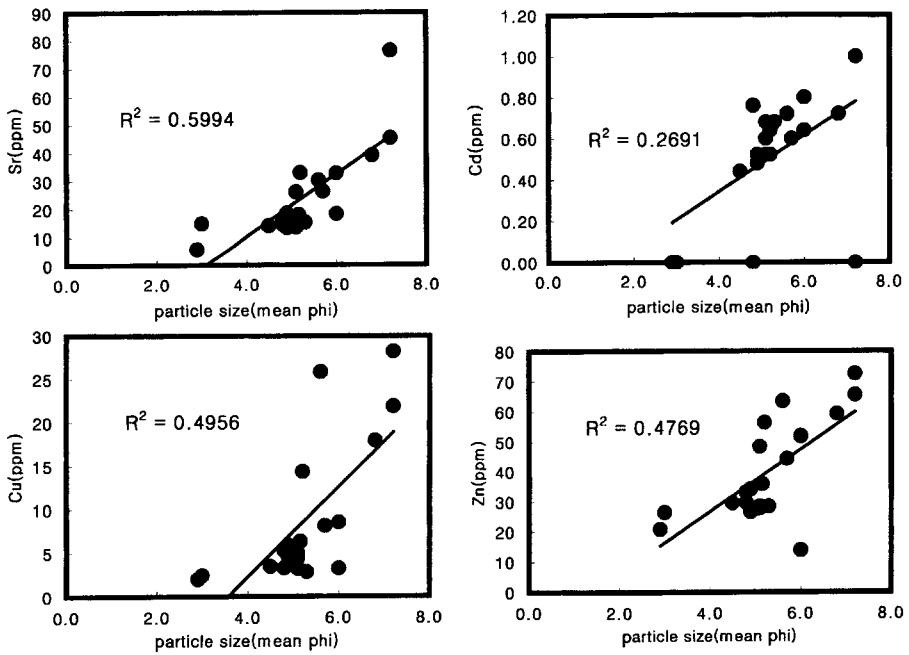 90
80
70
60
50
40
30
20
10
0
Sr(ppm)
R² = 0.5994
0.0 2.0 4.0 6.0 8.0
particle size(mean phi)
1.20
1.00
0.80
0.60
0.40
0.20
0.00
Cd(ppm)
R² = 0.2691
0.0 2.0 4.0 6.0 8.0
particle size(mean phi)
30
25
20
15
10
5
0
Cu(ppm)
R² = 0.4956
0.0 2.0 4.0 6.0 8.0
particle size(mean phi)
80
70
60
50
40
30
20
10
0
Zn(ppm)
R² = 0.4769
0.0 2.0 4.0 6.0 8.0
particle size(mean phi)